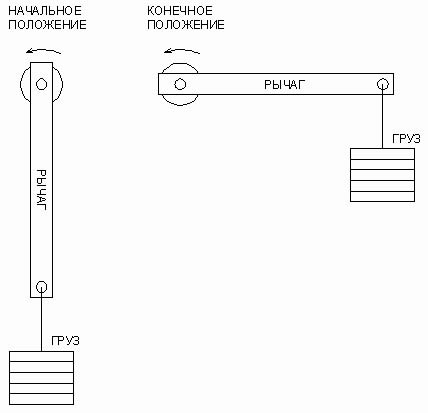 НАЧАЛЬНОЕ
ПОЛОЖЕНИЕ
КОНЕЧНОЕ
ПОЛОЖЕНИЕ
РЫЧАГ
ГРУЗ
РЫЧАГ
ГРУЗ